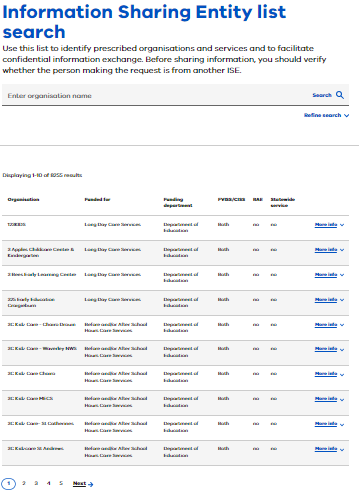 Information Sharing Entity list
search
Use this list to identify prescribed organisations and services and to facilitate
confidential information exchange. Before sharing information, you should verify
whether the person making the request is from another ISE.
Enter organisation name Search
Refine search
Displaying 1-10 of 8255 results
Organisation Funded for Funding department FVISS/CISS RAE Statewide service
Long Day Care Services Department of Education Both no no More info
3 Apples Childcare Centre & Kindergarten Long Day Care Services Department of Education Both no no More info
3 Bees Early Learning Center Long Day Care Services Department of Education Both no no More info
325 Early Education Craigieburn Long Day Care Services Department of Education Both no no More info
3C Kidz Care - Before and/or After School Hours Care Services Department of Education Both no no More info
3C Kidz Care - Waverley NWS Before and/or After School Hours Care Services Department of Education Both no no More info
3C Kidz Care Before and/or After School Hours Care Services Department of Education Both no no More info
3C Kidz Care MECS Before and/or After School Hours Care Services Department of Education Both no no More info
3C Kidz Care- St Catherines Before and/or After School Hours Care Services Department of Education Both no no More info
3C Kidzcare St Andrews Before and/or After School Hours Care Services Department of Education Both no no More info
1 2 3 4 5 Next